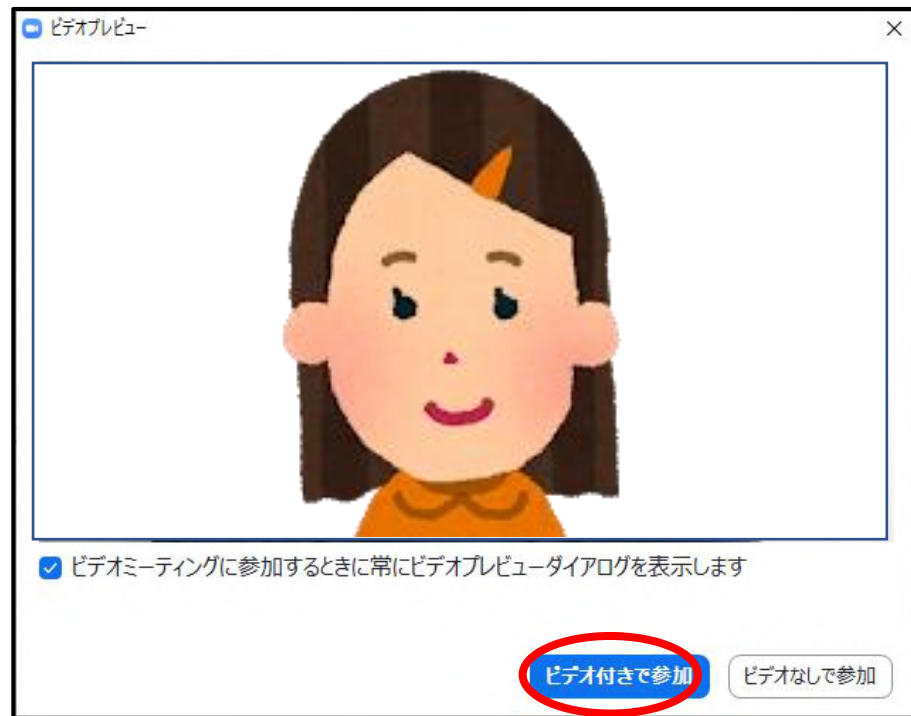 ビデオプレビュー
ビデオミーティングに参加するときに常にビデオプレビューダイアログを表示します
ビデオ付きで参加
ビデオなしで参加